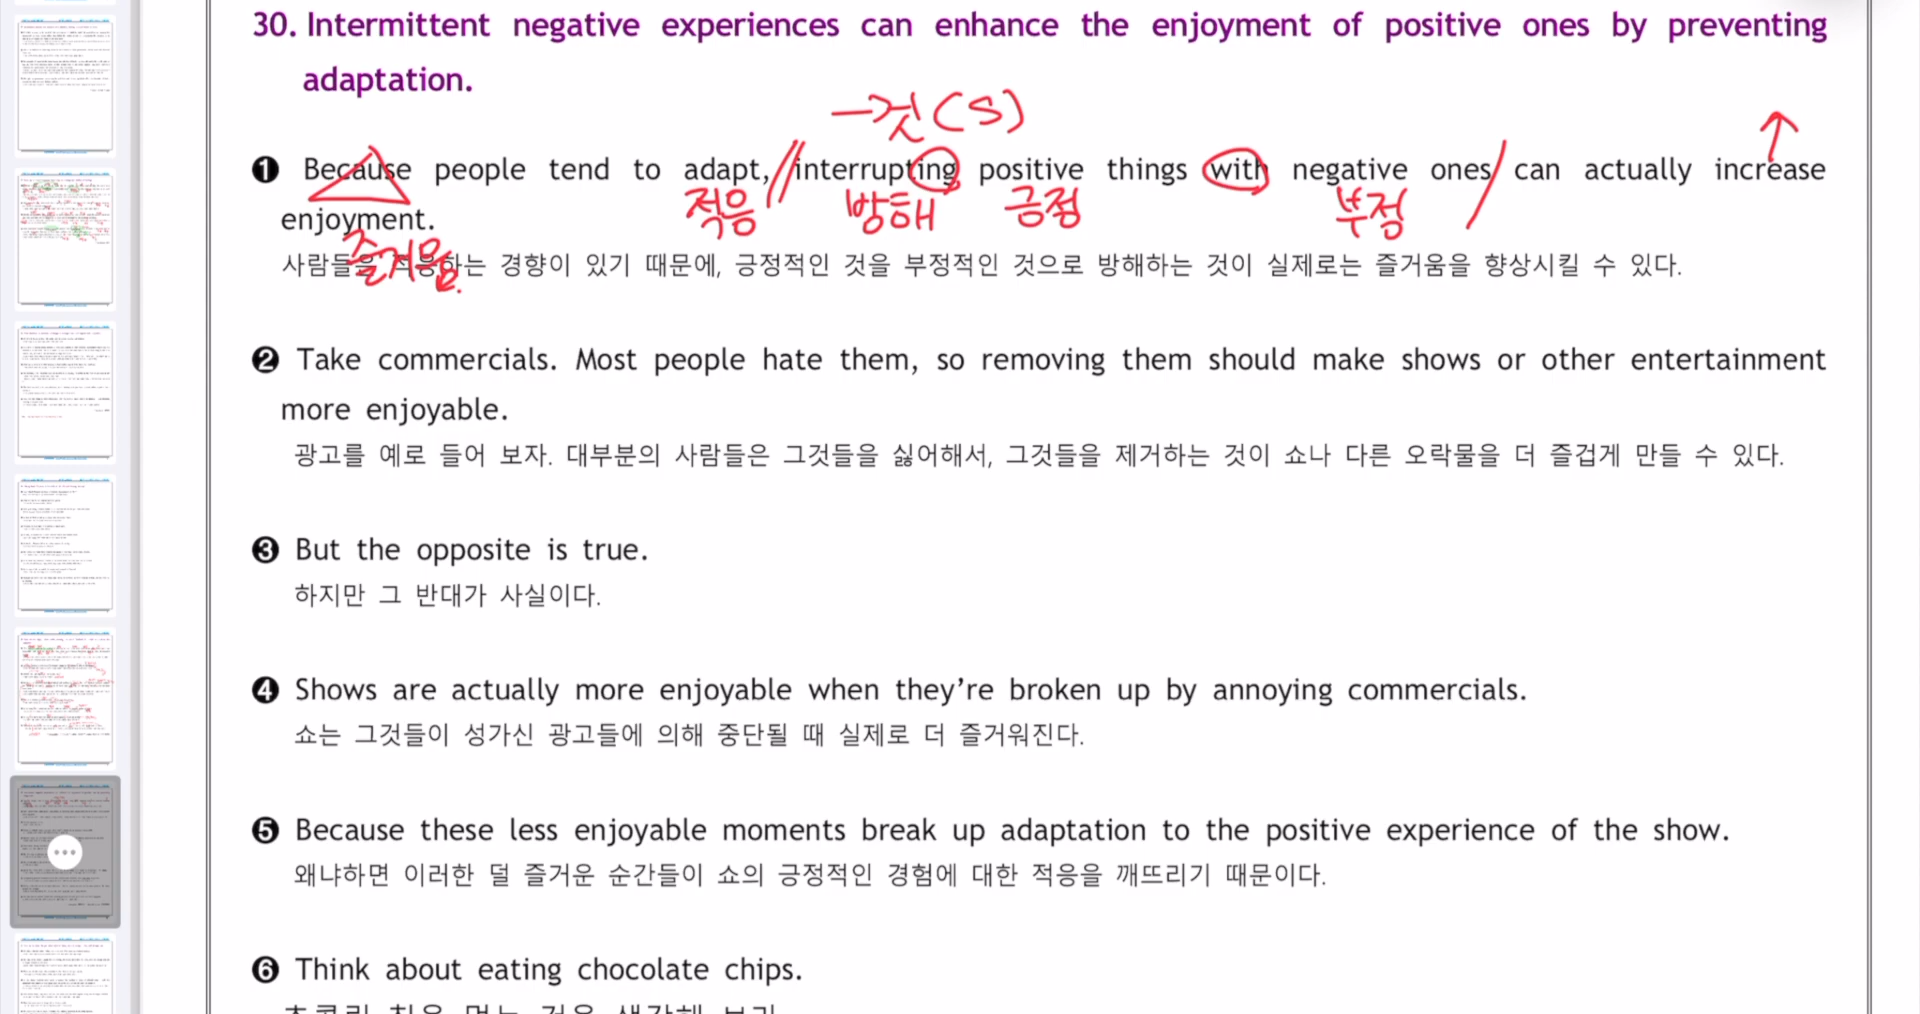 30. Intermittent negative experiences can enhance the enjoyment of positive ones by preventing
adaptation.
→것(S)
↑
❶ Because people tend to adapt, // interrupting positive things with negative ones / can actually increase
적응 방해 긍정 부정
enjoyment.
즐거움
사람들은 적응하는 경향이 있기 때문에, 긍정적인 것을 부정적인 것으로 방해하는 것이 실제로는 즐거움을 향상시킬 수 있다.
❷ Take commercials. Most people hate them, so removing them should make shows or other entertainment
more enjoyable.
광고를 예로 들어 보자. 대부분의 사람들은 그것들을 싫어해서, 그것들을 제거하는 것이 쇼나 다른 오락물을 더 즐겁게 만들 수 있다.
❸ But the opposite is true.
하지만 그 반대가 사실이다.
❹ Shows are actually more enjoyable when they’re broken up by annoying commercials.
쇼는 그것들이 성가신 광고들에 의해 중단될 때 실제로 더 즐거워진다.
❺ Because these less enjoyable moments break up adaptation to the positive experience of the show.
왜냐하면 이러한 덜 즐거운 순간들이 쇼의 긍정적인 경험에 대한 적응을 깨뜨리기 때문이다.
❻ Think about eating chocolate chips.